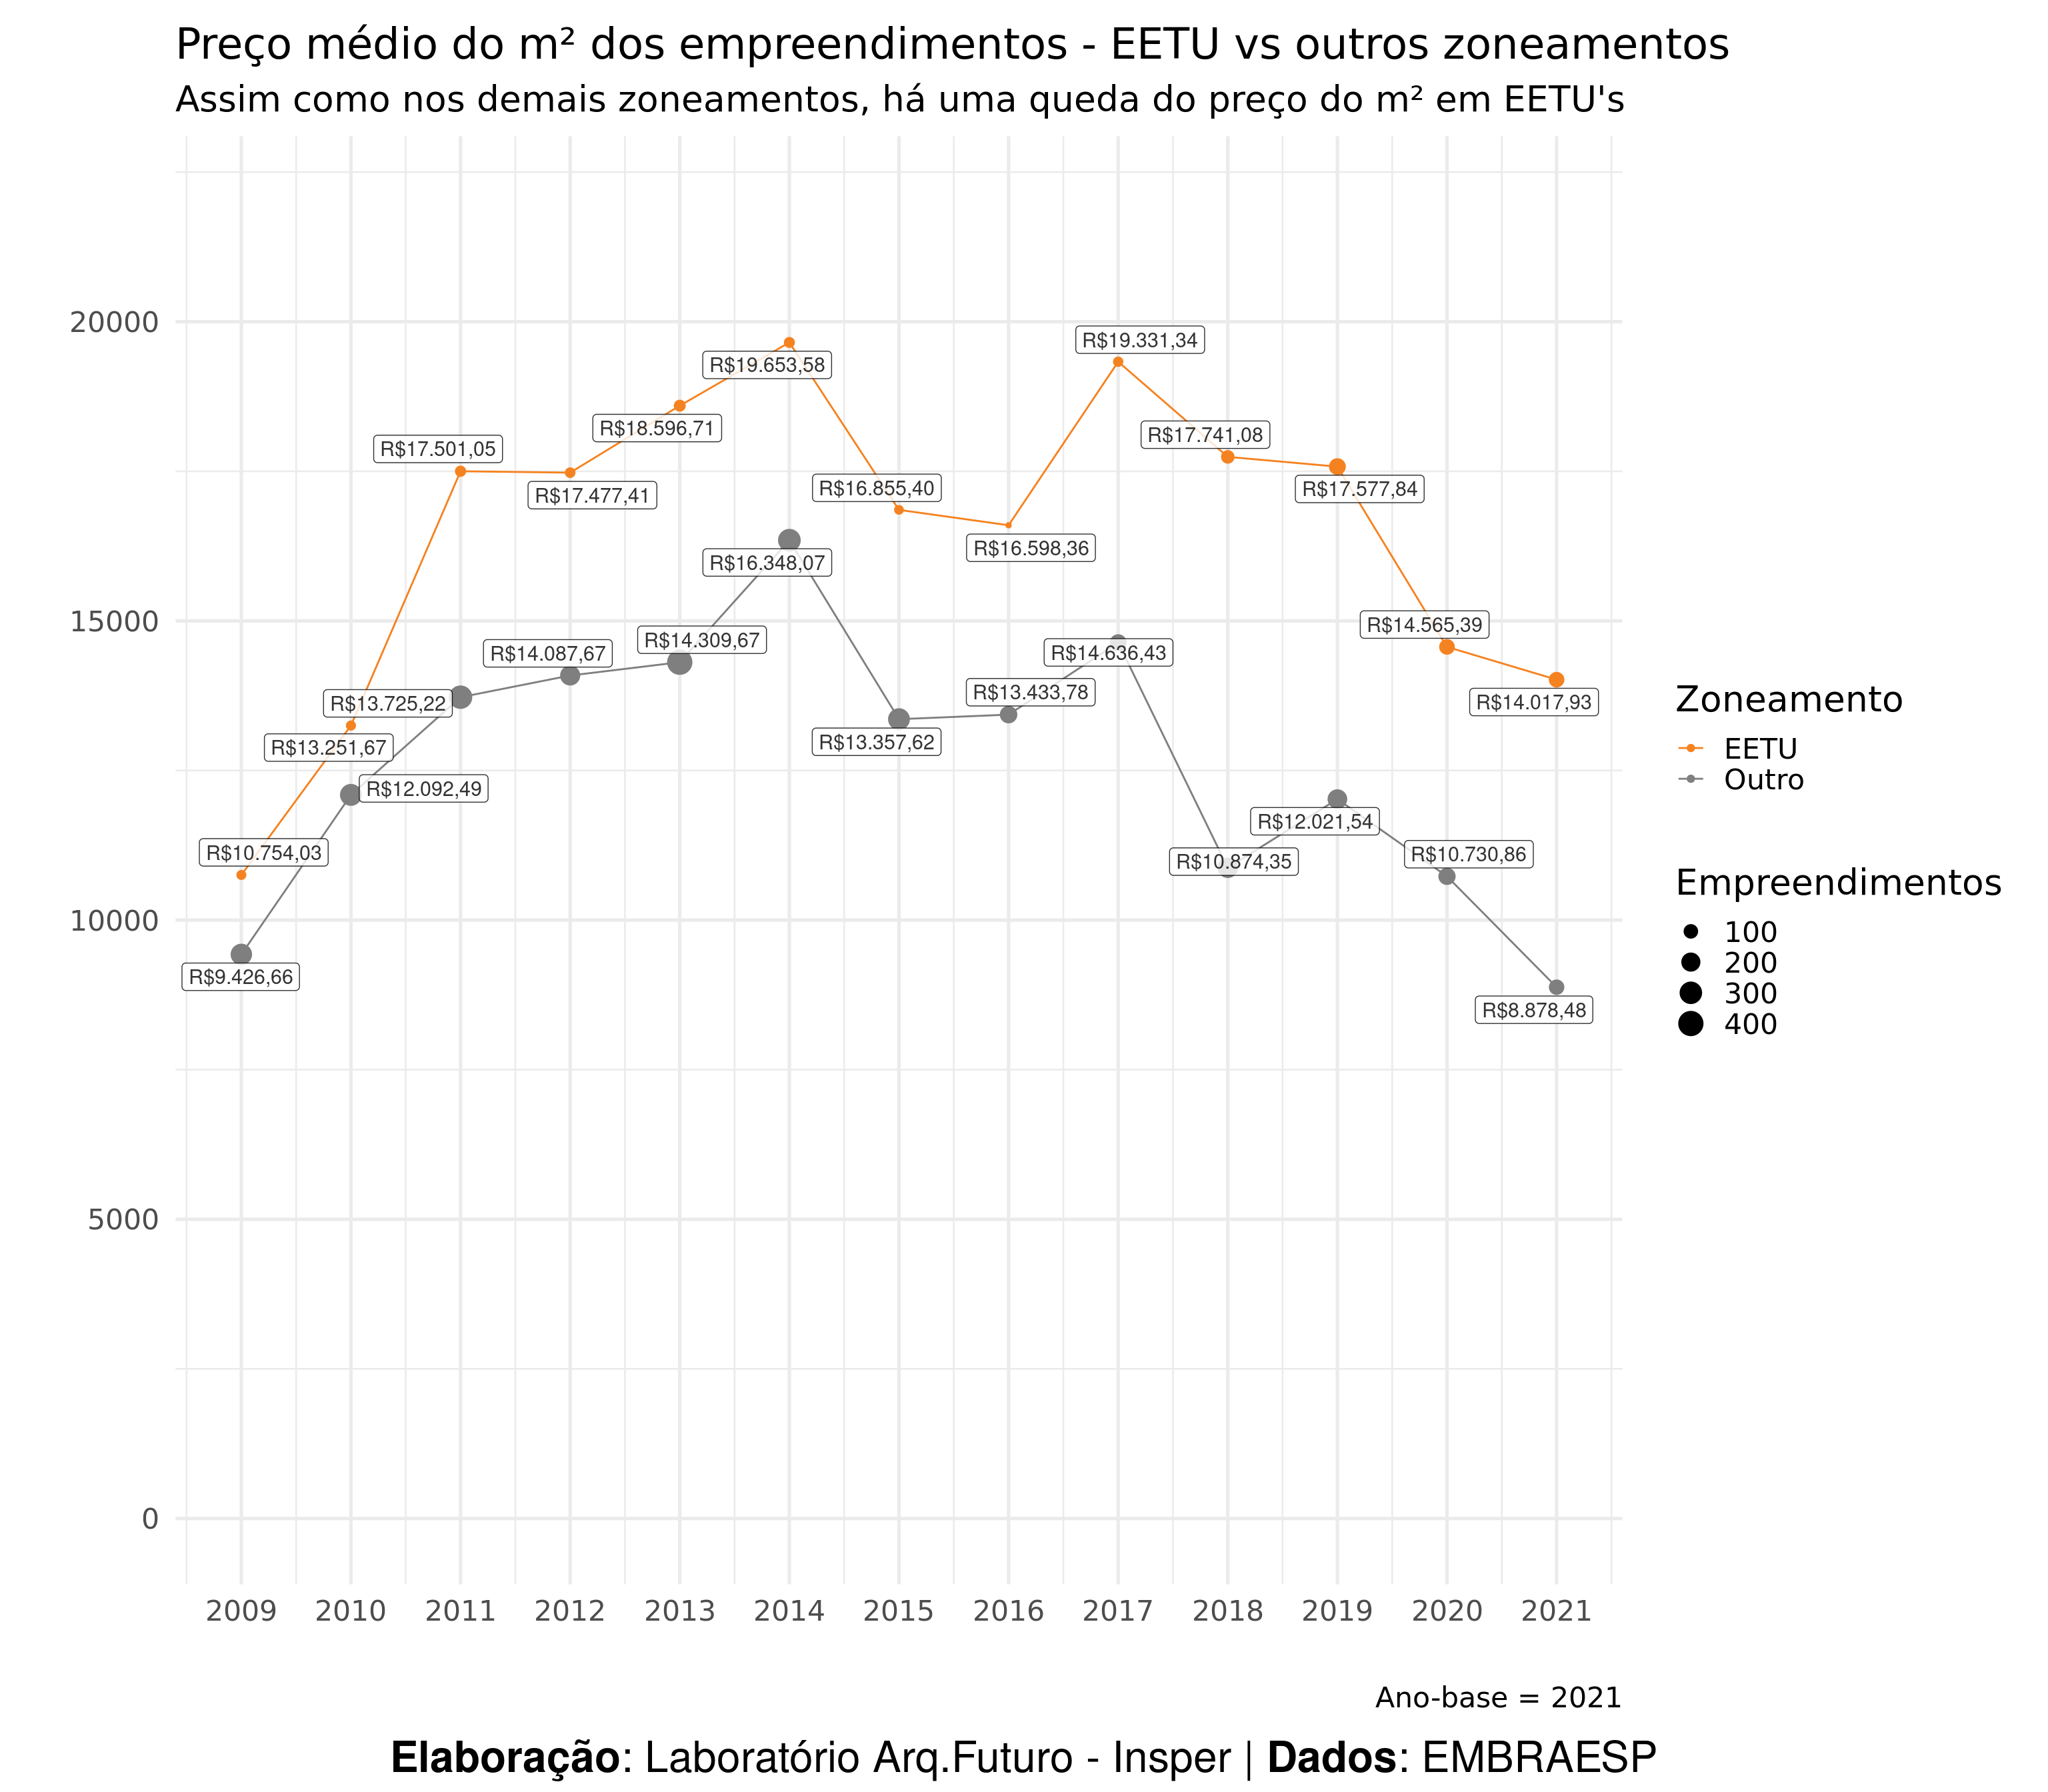 Preço médio do m² dos empreendimentos - EETU vs outros zoneamentos
Assim como nos demais zoneamentos, há uma queda do preço do m² em EETU's
20000
15000
10000
5000
0
R$19.331,34
R$19.653,58
R$18.596,71
R$17.741,08
R$17.501,05
R$16.855,40
R$17.577,84
R$17.477,41
R$16.598,36
R$16.348,07
R$14.565,39
R$14.309,67
R$14.087,67
R$14.636,43
R$13.433,78
R$14.017,93
R$13.725,22
R$13.357,62
R$13.251,67
R$12.092,49
R$12.021,54
R$10.754,03
R$10.730,86
R$10.874,35
R$9.426,66
R$8.878,48
Zoneamento
EETU
Outro
Empreendimentos
100
200
300
400
2009 2010 2011 2012 2013 2014 2015 2016 2017 2018 2019 2020 2021
Ano-base = 2021
Elaboração: Laboratório Arq.Futuro - Insper | Dados: EMBRAESP